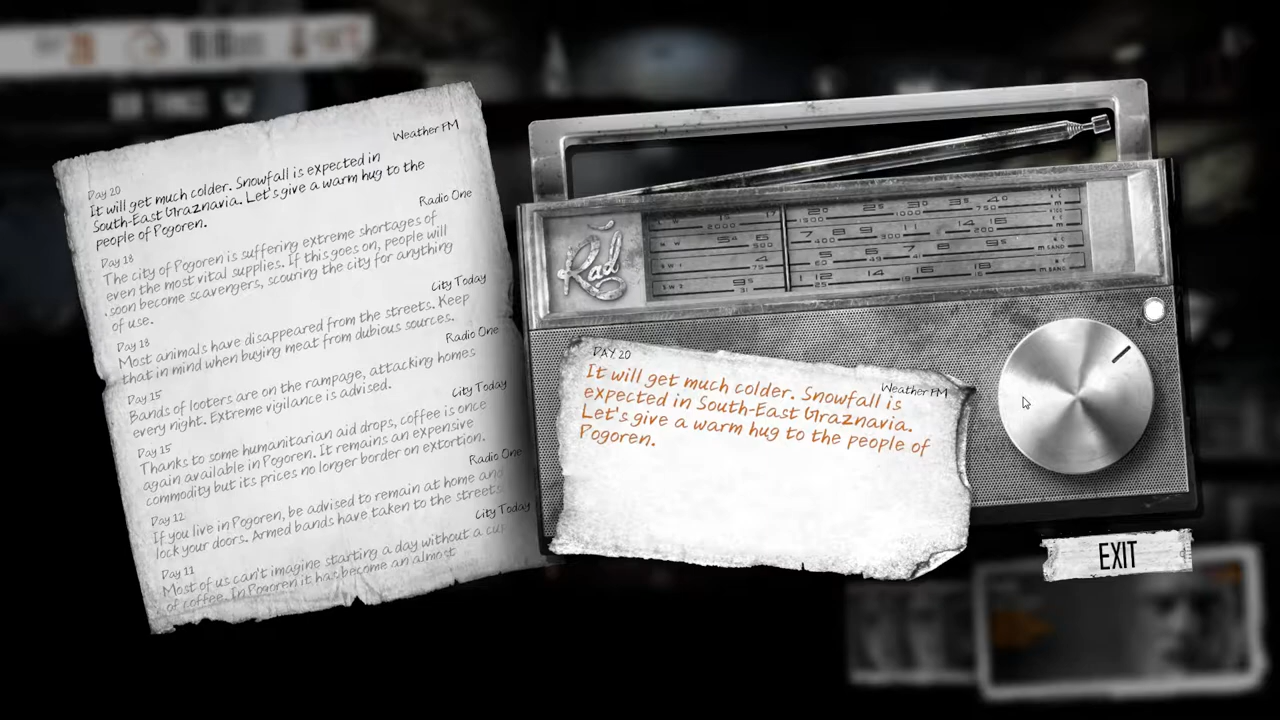 Weather FM
Day 20
It will get much colder. Snowfall is expected in
South-East Graznavia. Let's give a warm hug to the
people of Pogoren.
Radio One
Day 18
The city of Pogoren is suffering extreme shortages of
even the most vital supplies. If this goes on, people will
soon become scavengers, scouring the city for anything
of use.
City Today
Day 18
Most animals have disappeared from the streets. Keep
that in mind when buying meat from dubious sources.
Radio One
Day 15
Bands of looters are on the rampage, attacking homes
every night. Extreme vigilance is advised.
City Today
Day 15
Thanks to some humanitarian aid drops, coffee is once
again available in Pogoren. It remains an expensive
commodity but its prices no longer border on extortion.
Radio One
Day 12
If you live in Pogoren, be advised to remain at home and
lock your doors. Armed bands have taken to the streets
City Today
Day 11
Most of us can't imagine starting a day without a cup
of coffee. In Pogoren it has become an almost
Rad
DAY 20
Weather FM
It will get much colder. Snowfall is
expected in South-East Graznavia.
Let's give a warm hug to the people of
Pogoren.
EXIT